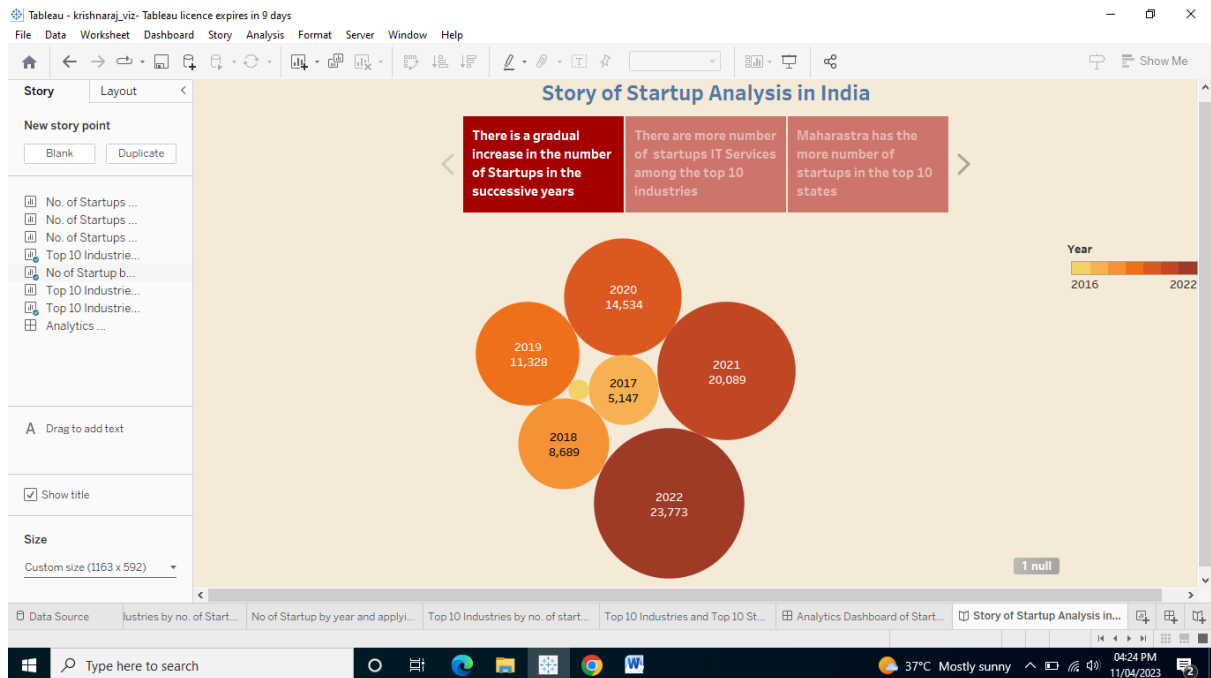 Tableau - krishnaraj_viz- Tableau licence expires in 9 days
File Data Worksheet Dashboard Story Analysis Format Server Window Help
Show Me
Story Layout
New story point
Blank Duplicate
No. of Startups ...
No. of Startups ...
No. of Startups ...
Top 10 Industrie...
No of Startup b...
Top 10 Industrie...
Top 10 Industrie...
Analytics ...
A Drag to add text
Show title
Size
Custom size (1163 x 592)
Story of Startup Analysis in India
There is a gradual
increase in the number
of Startups in the
successive years
There are more number
of startups IT Services
among the top 10
industries
Maharastra has the
more number of
startups in the top 10
states
Year
2016 2022
2020
14,534
2019
11,328
2021
20,089
2017
5,147
2018
8,689
2022
23,773
1 null
Data Source lustries by no. of Start... No of Startup by year and applyi... Top 10 Industries by no. of start... Top 10 Industries and Top 10 St... Analytics Dashboard of Start... Story of Startup Analysis in...
Type here to search
37°C Mostly sunny
04:24 PM
11/04/2023
2